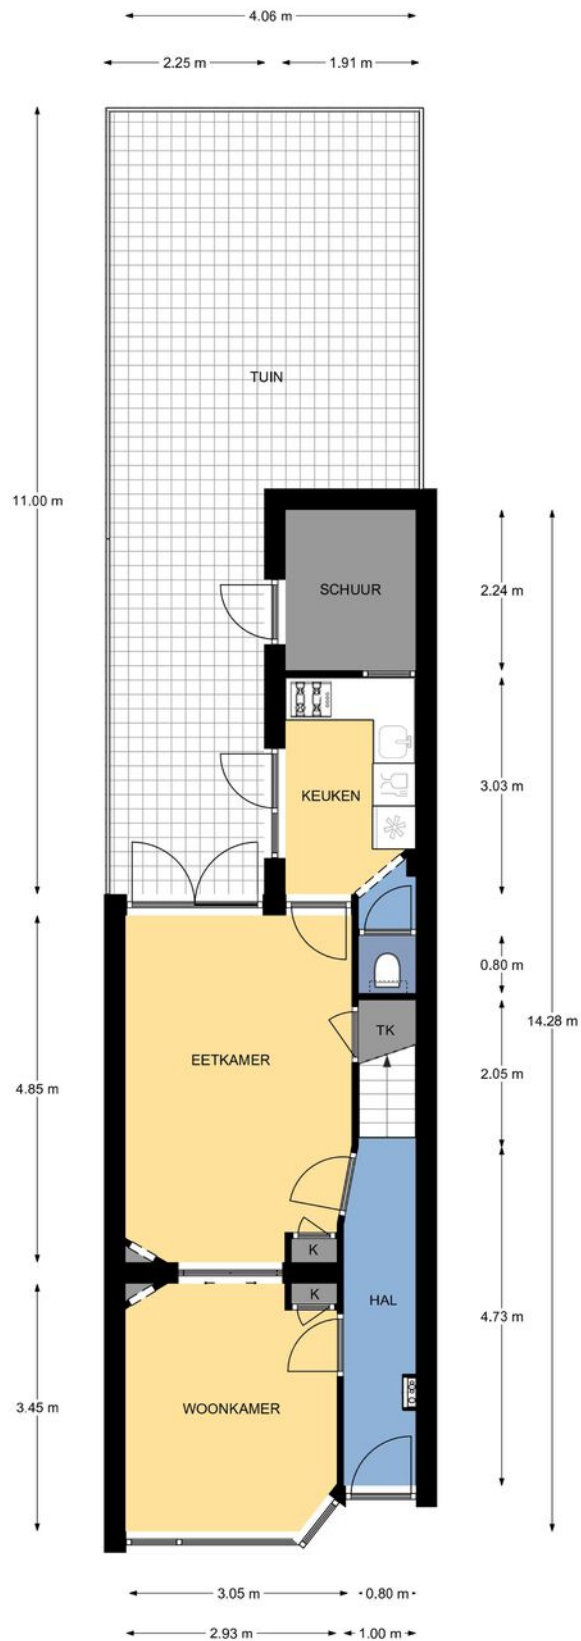 4.06 m
2.25 m
1.91 m
TUIN
11.00 m
SCHUUR
2.24 m
KEUKEN
3.03 m
0.80 m
14.28 m
TK
EETKAMER
2.05 m
4.85 m
K
K
HAL
4.73 m
WOONKAMER
3.45 m
3.05 m
0.80 m
2.93 m
1.00 m